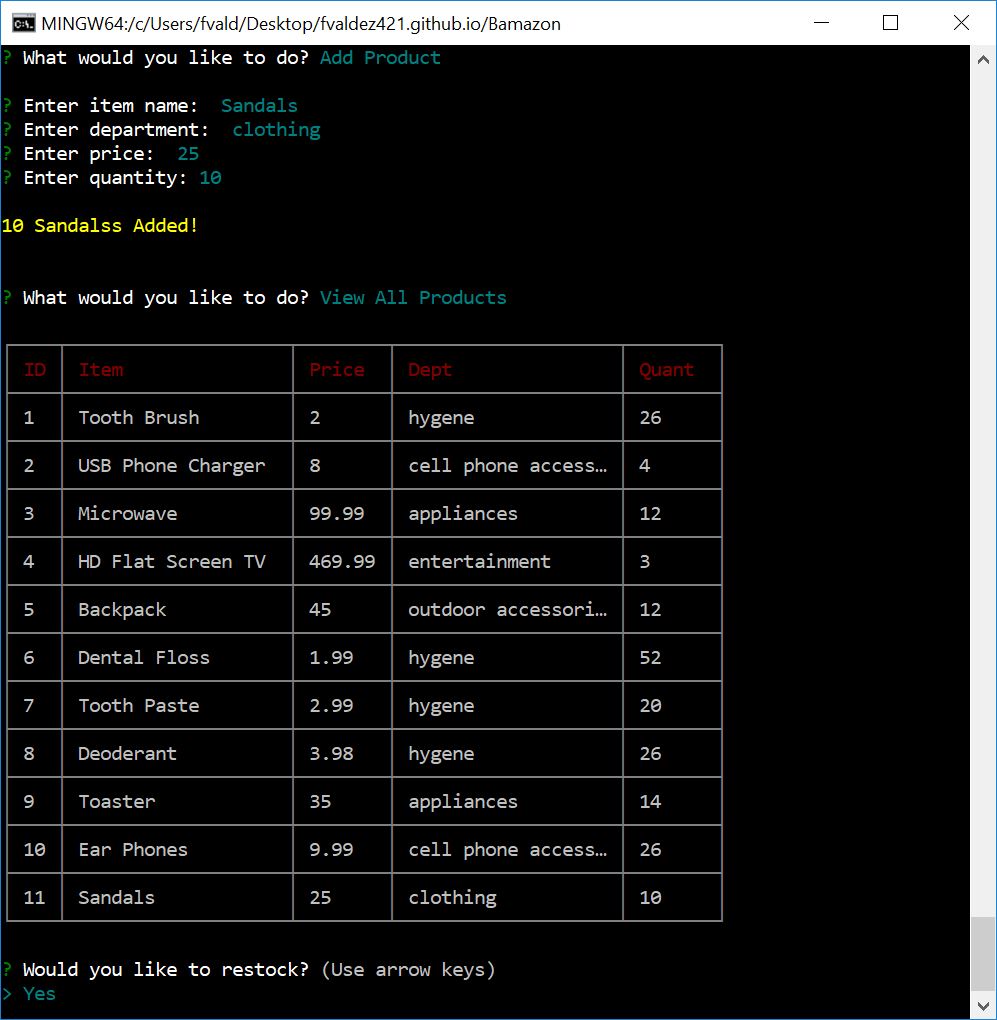 MINGW64:/c/Users/fvald/Desktop/fvaldez421.github.io/Bamazon
? What would you like to do? Add Product
? Enter item name:  Sandals
? Enter department:  clothing
? Enter price:  25
? Enter quantity: 10
10 Sandalss Added!
? What would you like to do? View All Products
ID Item Price Dept Quant
1 Tooth Brush 2 hygene 26
2 USB Phone Charger 8 cell phone access… 4
3 Microwave 99.99 appliances 12
4 HD Flat Screen TV 469.99 entertainment 3
5 Backpack 45 outdoor accessori… 12
6 Dental Floss 1.99 hygene 52
7 Tooth Paste 2.99 hygene 20
8 Deoderant 3.98 hygene 26
9 Toaster 35 appliances 14
10 Ear Phones 9.99 cell phone access… 26
11 Sandals 25 clothing 10
? Would you like to restock? (Use arrow keys)
> Yes